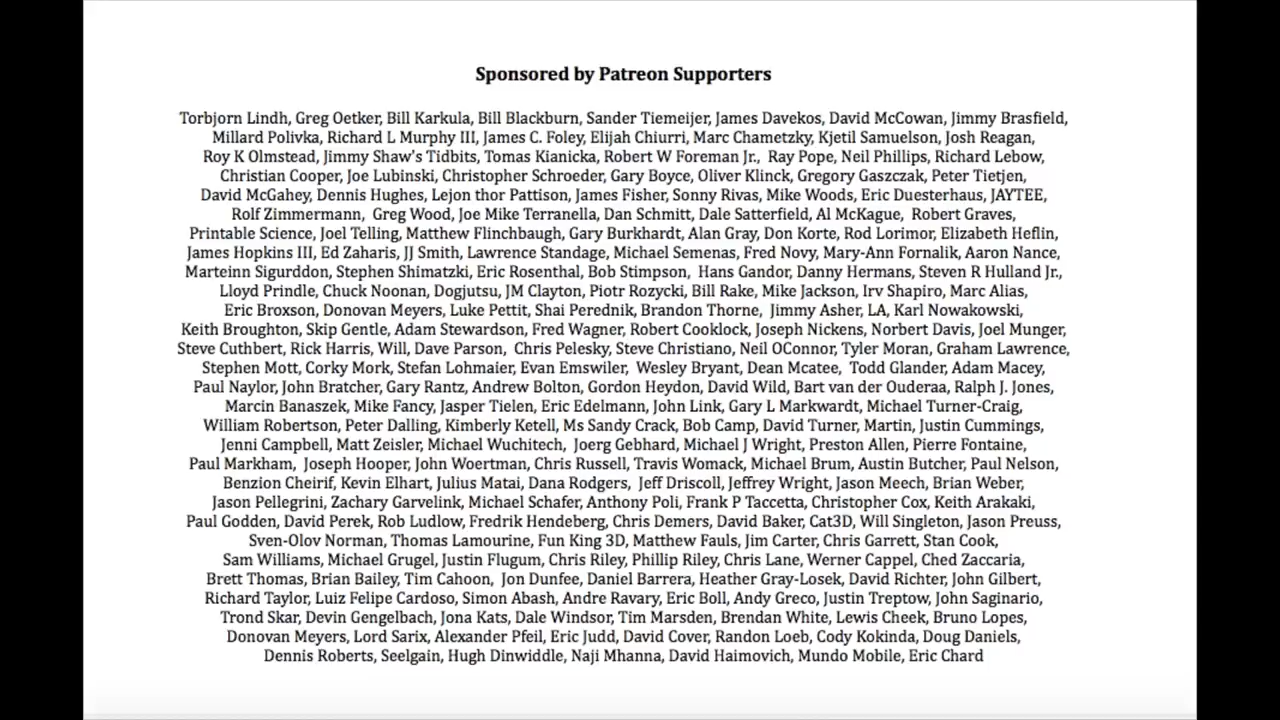 Sponsored by Patreon Supporters
Torbjorn Lindh, Greg Oetker, Bill Karkula, Bill Blackburn, Sander Tiemeijer, James Davekos, David McCowan, Jimmy Brasfield,
Millard Polivka, Richard L Murphy III, James C. Foley, Elijah Chiurri, Marc Chametzky, Kjetil Samuelson, Josh Reagan,
Roy K Olmstead, Jimmy Shaw's Tidbits, Tomas Kianicka, Robert W Foreman Jr., Ray Pope, Neil Phillips, Richard Lebow,
Christian Cooper, Joe Lubinski, Christopher Schroeder, Gary Boyce, Oliver Klinck, Gregory Gaszczak, Peter Tietjen,
David McGahey, Dennis Hughes, Lejon thor Pattison, James Fisher, Sonny Rivas, Mike Woods, Eric Duesterhaus, JAYTEE,
Rolf Zimmermann, Greg Wood, Joe Mike Terranella, Dan Schmitt, Dale Satterfield, Al McKague, Robert Graves,
Printable Science, Joel Telling, Matthew Flinchbaugh, Gary Burkhardt, Alan Gray, Don Korte, Rod Lorimor, Elizabeth Heflin,
James Hopkins III, Ed Zaharis, JJ Smith, Lawrence Standage, Michael Semenas, Fred Novy, Mary-Ann Fornalik, Aaron Nance,
Marteinn Sigurddon, Stephen Shimatzki, Eric Rosenthal, Bob Stimpson, Hans Gandor, Danny Hermans, Steven R Hulland Jr.,
Lloyd Prindle, Chuck Noonan, Dogjutsu, JM Clayton, Piotr Rozycki, Bill Rake, Mike Jackson, Irv Shapiro, Marc Alias,
Eric Broxson, Donovan Meyers, Luke Pettit, Shai Perednik, Brandon Thorne, Jimmy Asher, LA, Karl Nowakowski,
Keith Broughton, Skip Gentle, Adam Stewardson, Fred Wagner, Robert Cooklock, Joseph Nickens, Norbert Davis, Joel Munger,
Steve Cuthbert, Rick Harris, Will, Dave Parson, Chris Pelesky, Steve Christiano, Neil OConnor, Tyler Moran, Graham Lawrence,
Stephen Mott, Corky Mork, Stefan Lohmaier, Evan Emswiler, Wesley Bryant, Dean Mcatee, Todd Glander, Adam Macey,
Paul Naylor, John Bratcher, Gary Rantz, Andrew Bolton, Gordon Heydon, David Wild, Bart van der Ouderaa, Ralph J. Jones,
Marcin Banaszek, Mike Fancy, Jasper Tielen, Eric Edelmann, John Link, Gary L Markwardt, Michael Turner-Craig,
William Robertson, Peter Dalling, Kimberly Ketell, Ms Sandy Crack, Bob Camp, David Turner, Martin, Justin Cummings,
Jenni Campbell, Matt Zeisler, Michael Wuchitech, Joerg Gebhard, Michael J Wright, Preston Allen, Pierre Fontaine,
Paul Markham, Joseph Hooper, John Woertman, Chris Russell, Travis Womack, Michael Brum, Austin Butcher, Paul Nelson,
Benzion Cheirif, Kevin Elhart, Julius Matai, Dana Rodgers, Jeff Driscoll, Jeffrey Wright, Jason Meech, Brian Weber,
Jason Pellegrini, Zachary Garvelink, Michael Schafer, Anthony Poli, Frank P Taccetta, Christopher Cox, Keith Arakaki,
Paul Godden, David Perek, Rob Ludlow, Fredrik Hendeberg, Chris Demers, David Baker, Cat3D, Will Singleton, Jason Preuss,
Sven-Olov Norman, Thomas Lamourine, Fun King 3D, Matthew Fauls, Jim Carter, Chris Garrett, Stan Cook,
Sam Williams, Michael Grugel, Justin Flugum, Chris Riley, Phillip Riley, Chris Lane, Werner Cappel, Ched Zaccaria,
Brett Thomas, Brian Bailey, Tim Cahoon, Jon Dunfee, Daniel Barrera, Heather Gray-Losek, David Richter, John Gilbert,
Richard Taylor, Luiz Felipe Cardoso, Simon Abash, Andre Ravary, Eric Boll, Andy Greco, Justin Treptow, John Saginario,
Trond Skar, Devin Gengelbach, Jona Kats, Dale Windsor, Tim Marsden, Brendan White, Lewis Cheek, Bruno Lopes,
Donovan Meyers, Lord Sarix, Alexander Pfeil, Eric Judd, David Cover, Randon Loeb, Cody Kokinda, Doug Daniels,
Dennis Roberts, Seelgain, Hugh Dinwiddle, Naji Mhanna, David Haimovich, Mundo Mobile, Eric Chard